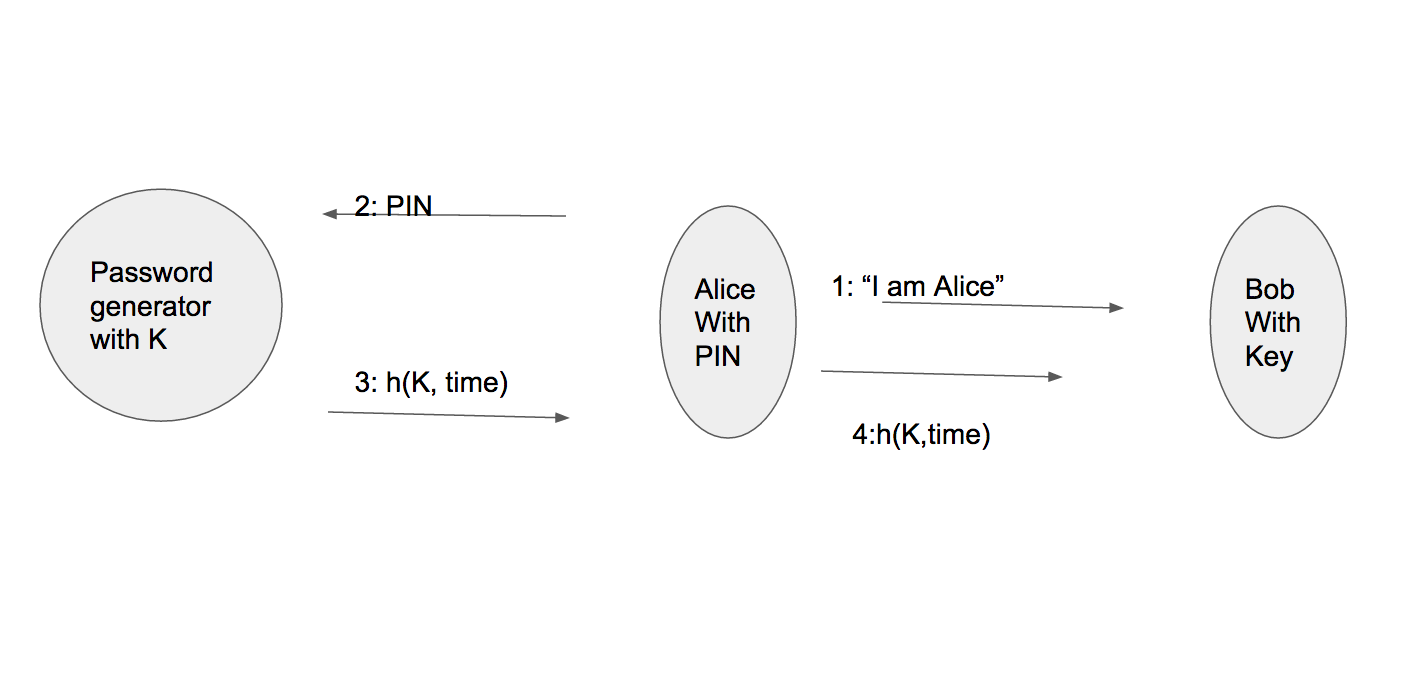 2: PIN
Password
generator
with K
3: h(K, time)
Alice
With
PIN
1: “I am Alice”
4:h(K,time)
Bob
With
Key